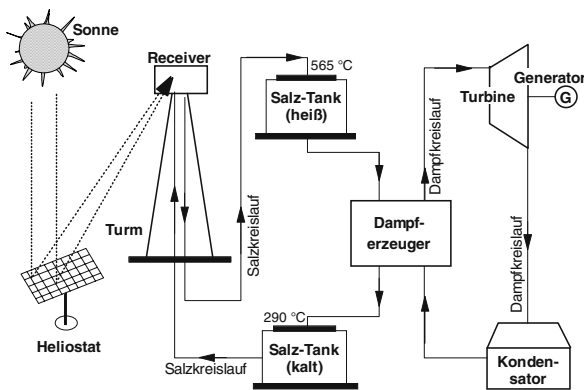 Sonne
Receiver
565 °C
Salz-Tank
(heiß)
Generator
G
Turbine
Dampfkreislauf
Salzkreislauf
Turm
Dampf-
erzeuger
Dampfkreislauf
290 °C
Salz-Tank
(kalt)
Salzkreislauf
Heliostat
Konden-
sator